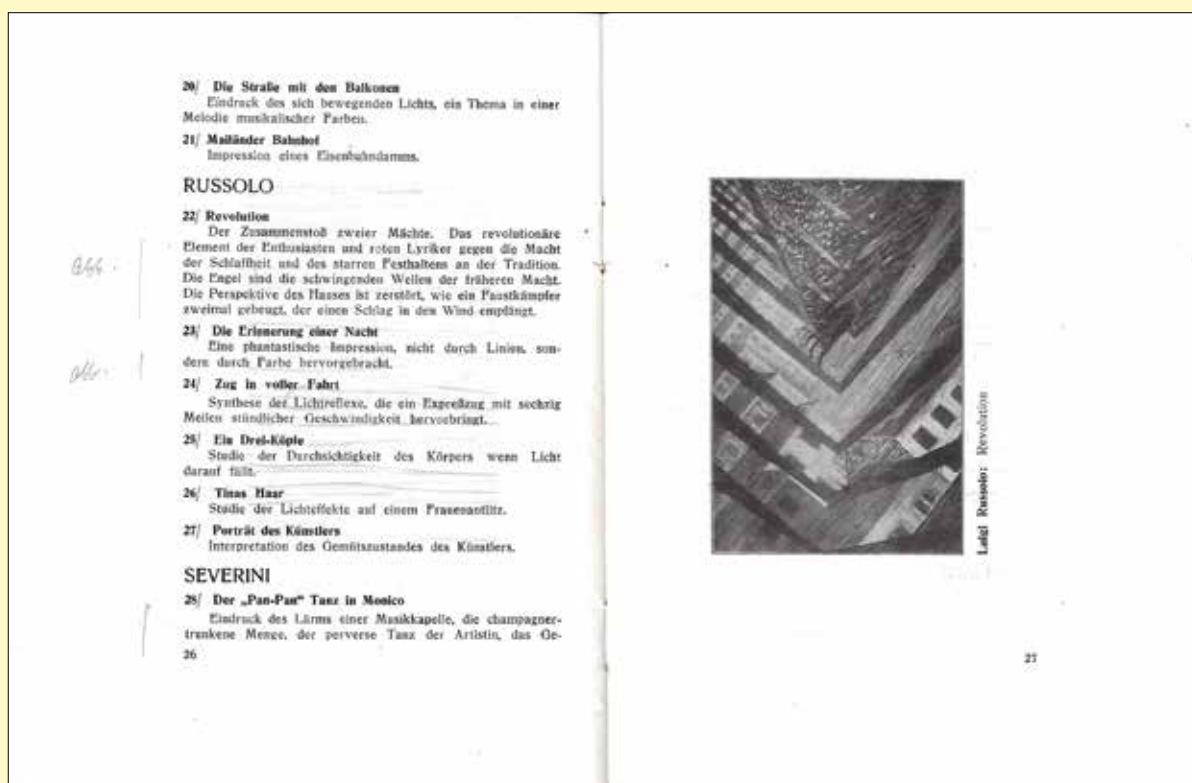 20/ Die Straße mit den Balkonen
Eindruck des sich bewegenden Lichts, ein Thema in einer
Melodie musikalischer Farben.
21/ Mailänder Bahnhof
Impression eines Eisenbahndamms.
RUSSOLO
22/ Revolution
Der Zusammenstoß zweier Mächte. Das revolutionäre
Element der Enthusiasten und roten Lyriker gegen die Macht
der Schlaffheit und des starren Festhaltens an der Tradition.
Die Engel sind die schwingenden Wellen der früheren Macht.
Die Perspektive des Hauses ist zerstört, wie ein Faustkämpfer
zweimal gebeugt, der einen Schlag in den Wind empfängt.
23/ Die Erinnerung einer Nacht
Eine phantastische Impression, nicht durch Linien, son-
dern durch Farbe hervorgebracht.
24/ Zug in voller Fahrt
Synthese der Lichtreflexe, die ein Expreßzug mit sechzig
Meilen stündlicher Geschwindigkeit hervorbringt.
25/ Ein Drei-Köpfe
Studie der Durchsichtigkeit des Körpers wenn Licht
darauf fällt.
26/ Tinas Haar
Studie der Lichteffekte auf einem Frauenantlitz.
27/ Porträt des Künstlers
Interpretation des Gemütszustandes des Künstlers.
SEVERINI
28/ Der „Pan-Pan“ Tanz in Monico
Eindruck des Lärms einer Musikkapelle, die champagner-
trunkene Menge, der perverse Tanz der Artistin, das Ge-
26
Luigi Russolo: Revolution
27